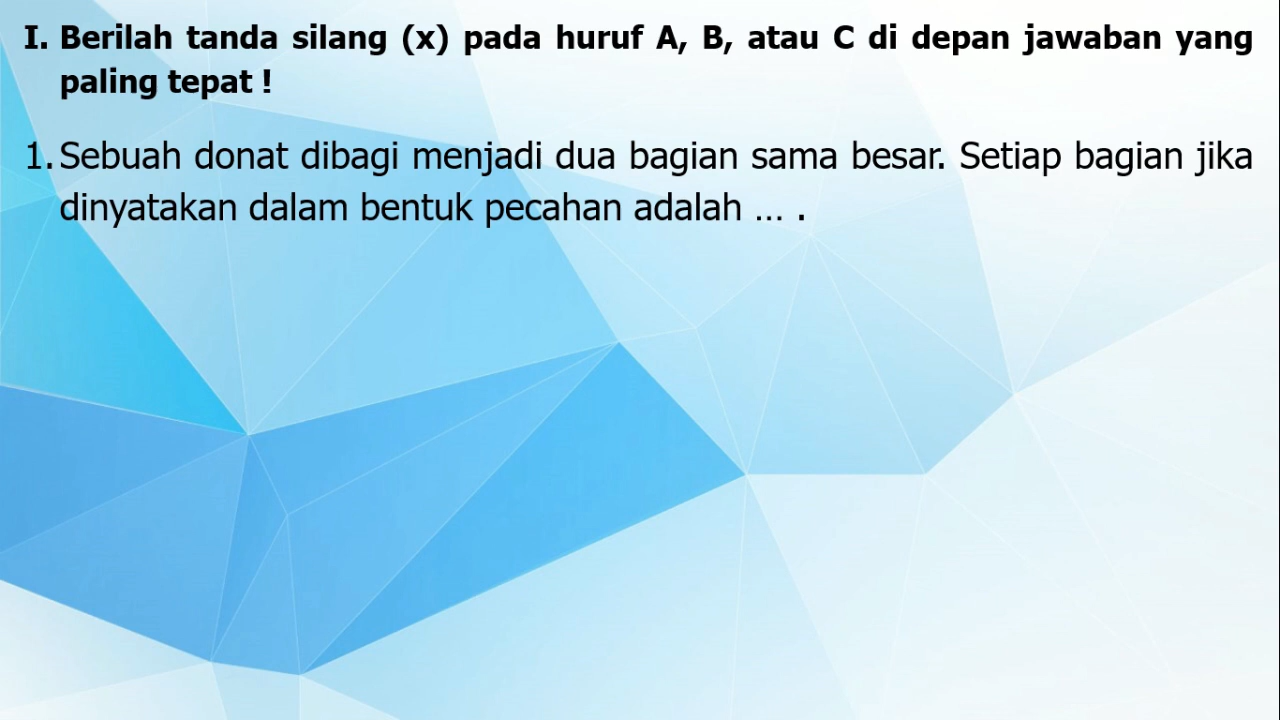 I. Berilah tanda silang (x) pada huruf A, B, atau C di depan jawaban yang
paling tepat !
1. Sebuah donat dibagi menjadi dua bagian sama besar. Setiap bagian jika
dinyatakan dalam bentuk pecahan adalah ... .